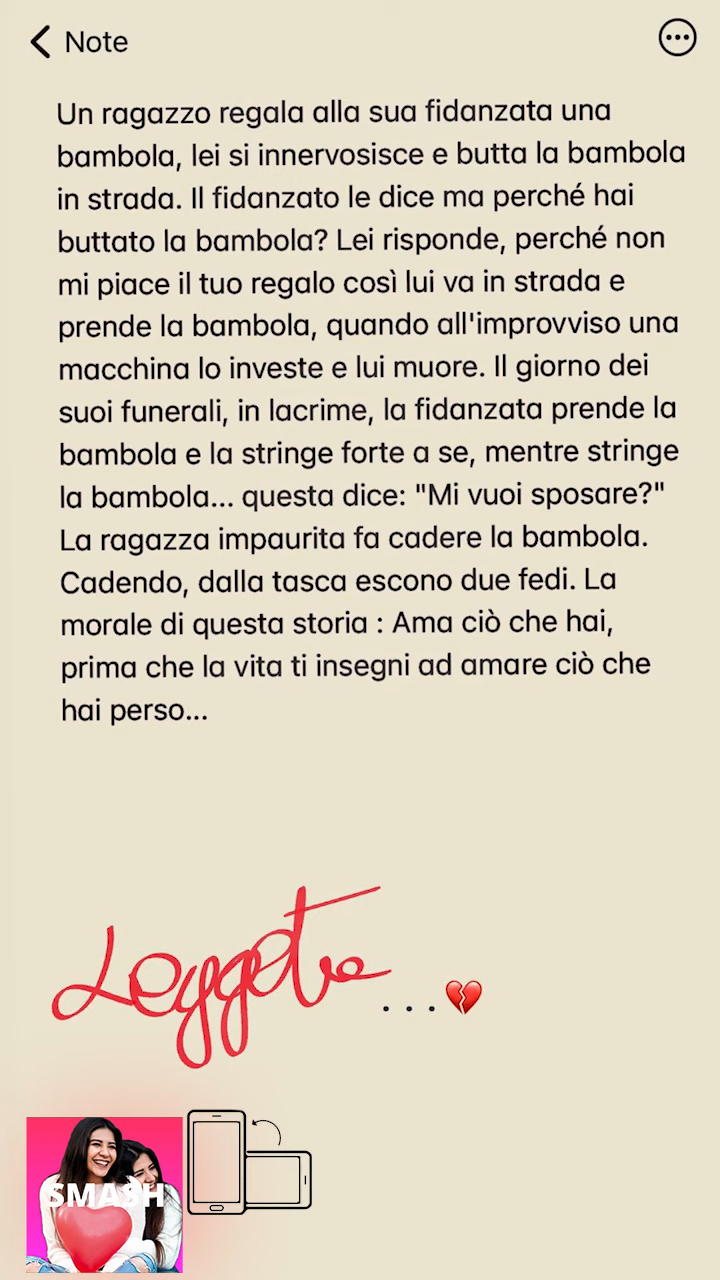 Note
Un ragazzo regala alla sua fidanzata una
bambola, lei si innervosisce e butta la bambola
in strada. Il fidanzato le dice ma perché hai
buttato la bambola? Lei risponde, perché non
mi piace il tuo regalo così lui va in strada e
prende la bambola, quando all'improvviso una
macchina lo investe e lui muore. Il giorno dei
suoi funerali, in lacrime, la fidanzata prende la
bambola e la stringe forte a se, mentre stringe
la bambola... questa dice: "Mi vuoi sposare?"
La ragazza impaurita fa cadere la bambola.
Cadendo, dalla tasca escono due fedi. La
morale di questa storia : Ama ciò che hai,
prima che la vita ti insegni ad amare ciò che
hai perso...
Leggete...💔
SMASH